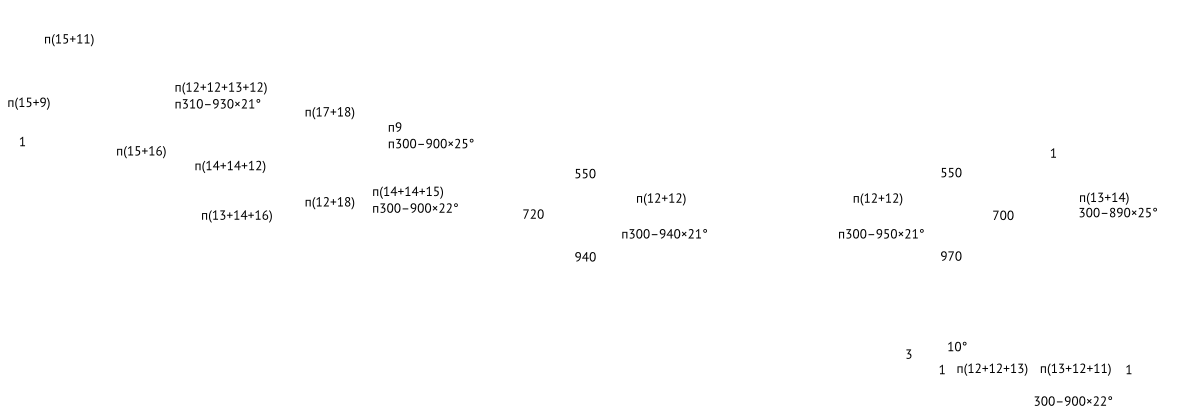 п(15+11)
п(12+12+13+12)
п310–930×21°
п(15+9)
п(17+18)
п9
п300–900×25°
1
п(15+16)
1
п(14+14+12)
550
550
п(14+14+15)
п300–900×22°
п(12+18)
п(12+12)
п(12+12)
п(13+14)
300–890×25°
п(13+14+16)
720
700
п300–940×21°
п300–950×21°
940
970
10°
3
1
п(12+12+13)
п(13+12+11)
1
300–900×22°